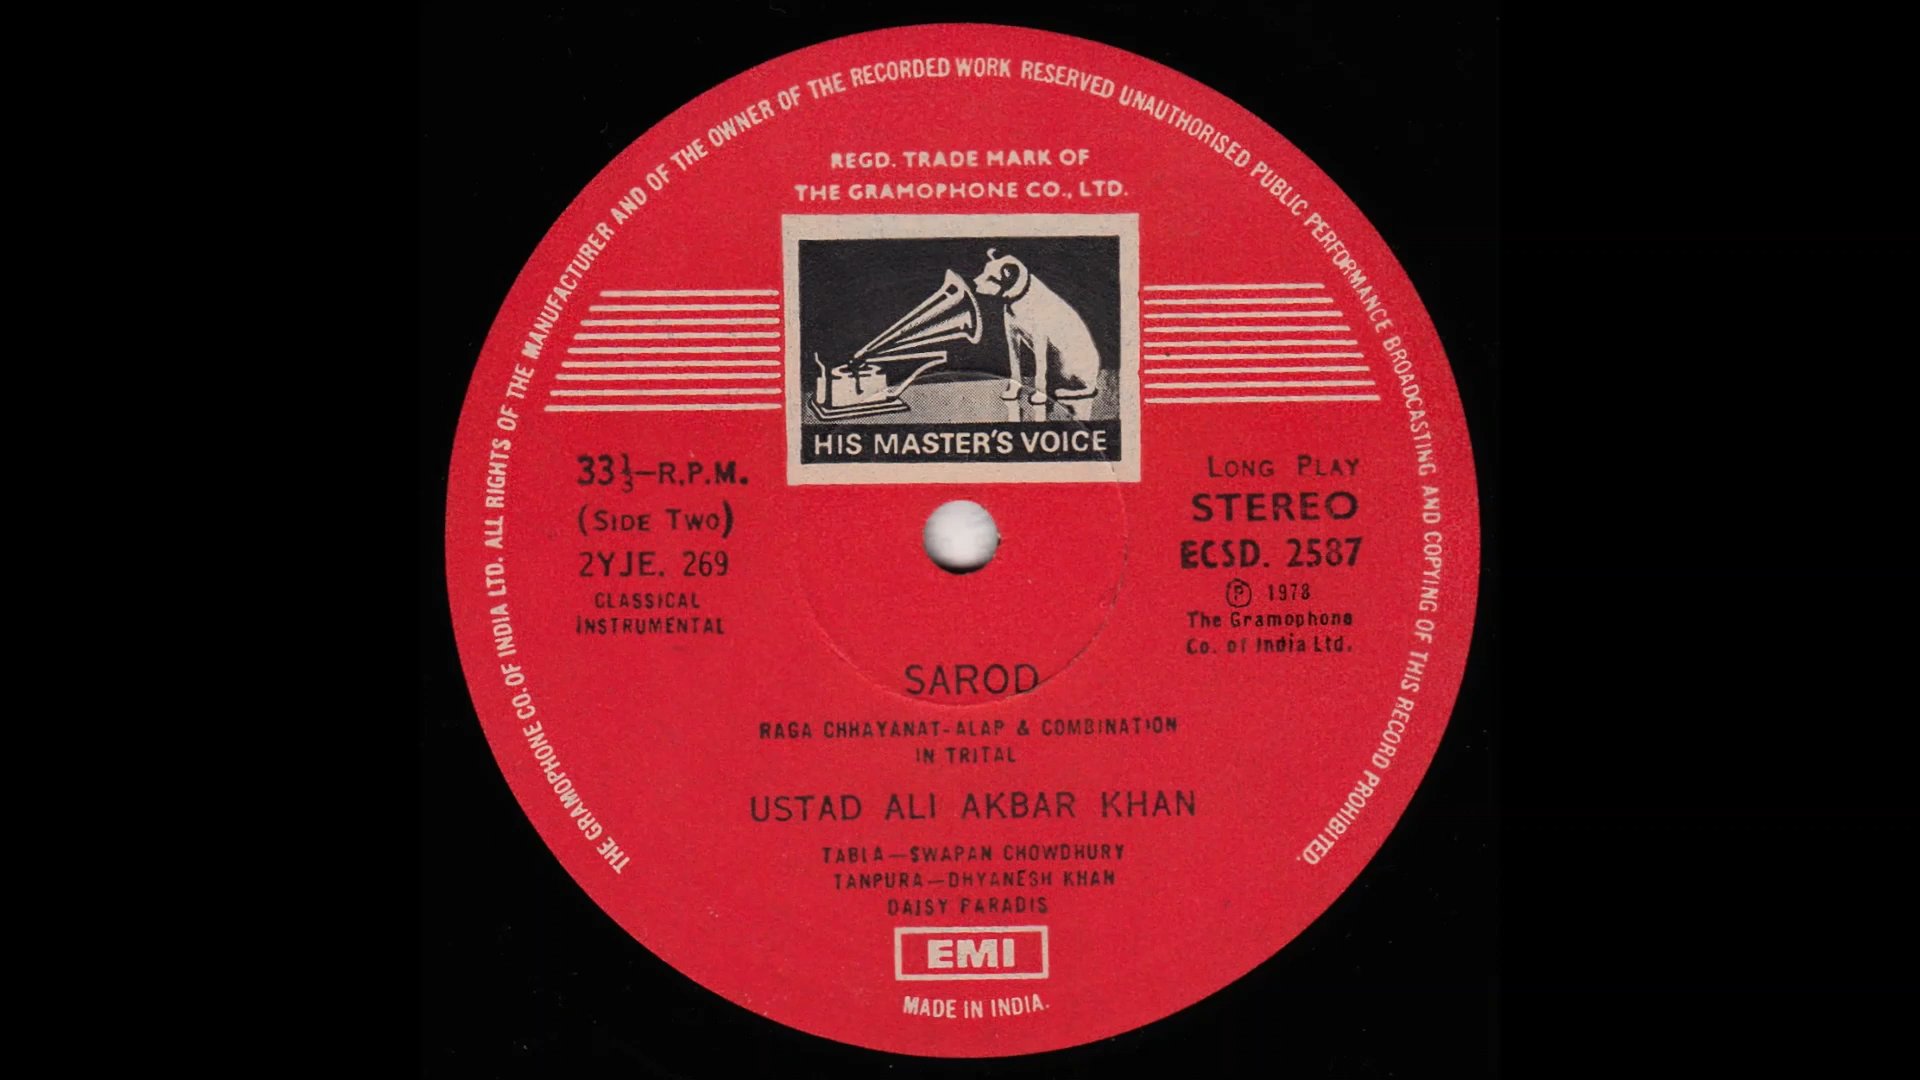 THE GRAMOPHONE CO. OF INDIA LTD. ALL RIGHTS OF THE MANUFACTURER AND OF THE OWNER OF THE RECORDED WORK RESERVED UNAUTHORISED PUBLIC PERFORMANCE BROADCASTING AND COPYING OF THIS RECORD PROHIBITED.
REGD. TRADE MARK OF
THE GRAMOPHONE CO., LTD.
HIS MASTER'S VOICE
33⅓-R.P.M.
(SIDE TWO)
2YJE. 269
CLASSICAL
INSTRUMENTAL
LONG PLAY
STEREO
ECSD. 2587
Ⓟ 1978
The Gramophone
Co. of India Ltd.
SAROD
RAGA CHHAYANAT-ALAP & COMBINATION
IN TRITAL
USTAD ALI AKBAR KHAN
TABLA—SWAPAN CHOWDHURY
TANPURA—DHYANESH KHAN
DAISY PARADIS
EMI
MADE IN INDIA.